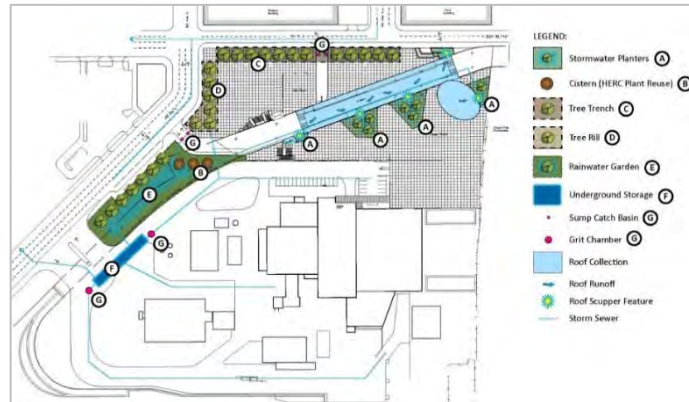 LEGEND:
Stormwater Planters A
Cistern (HERC Plant Reuse) B
Tree Trench C
Tree Rill D
Rainwater Garden E
Underground Storage F
Sump Catch Basin G
Grit Chamber G
Roof Collection
Roof Runoff
Roof Scupper Feature
Storm Sewer
G
C
D
A
G
A
A
A
B
E
G
F
G